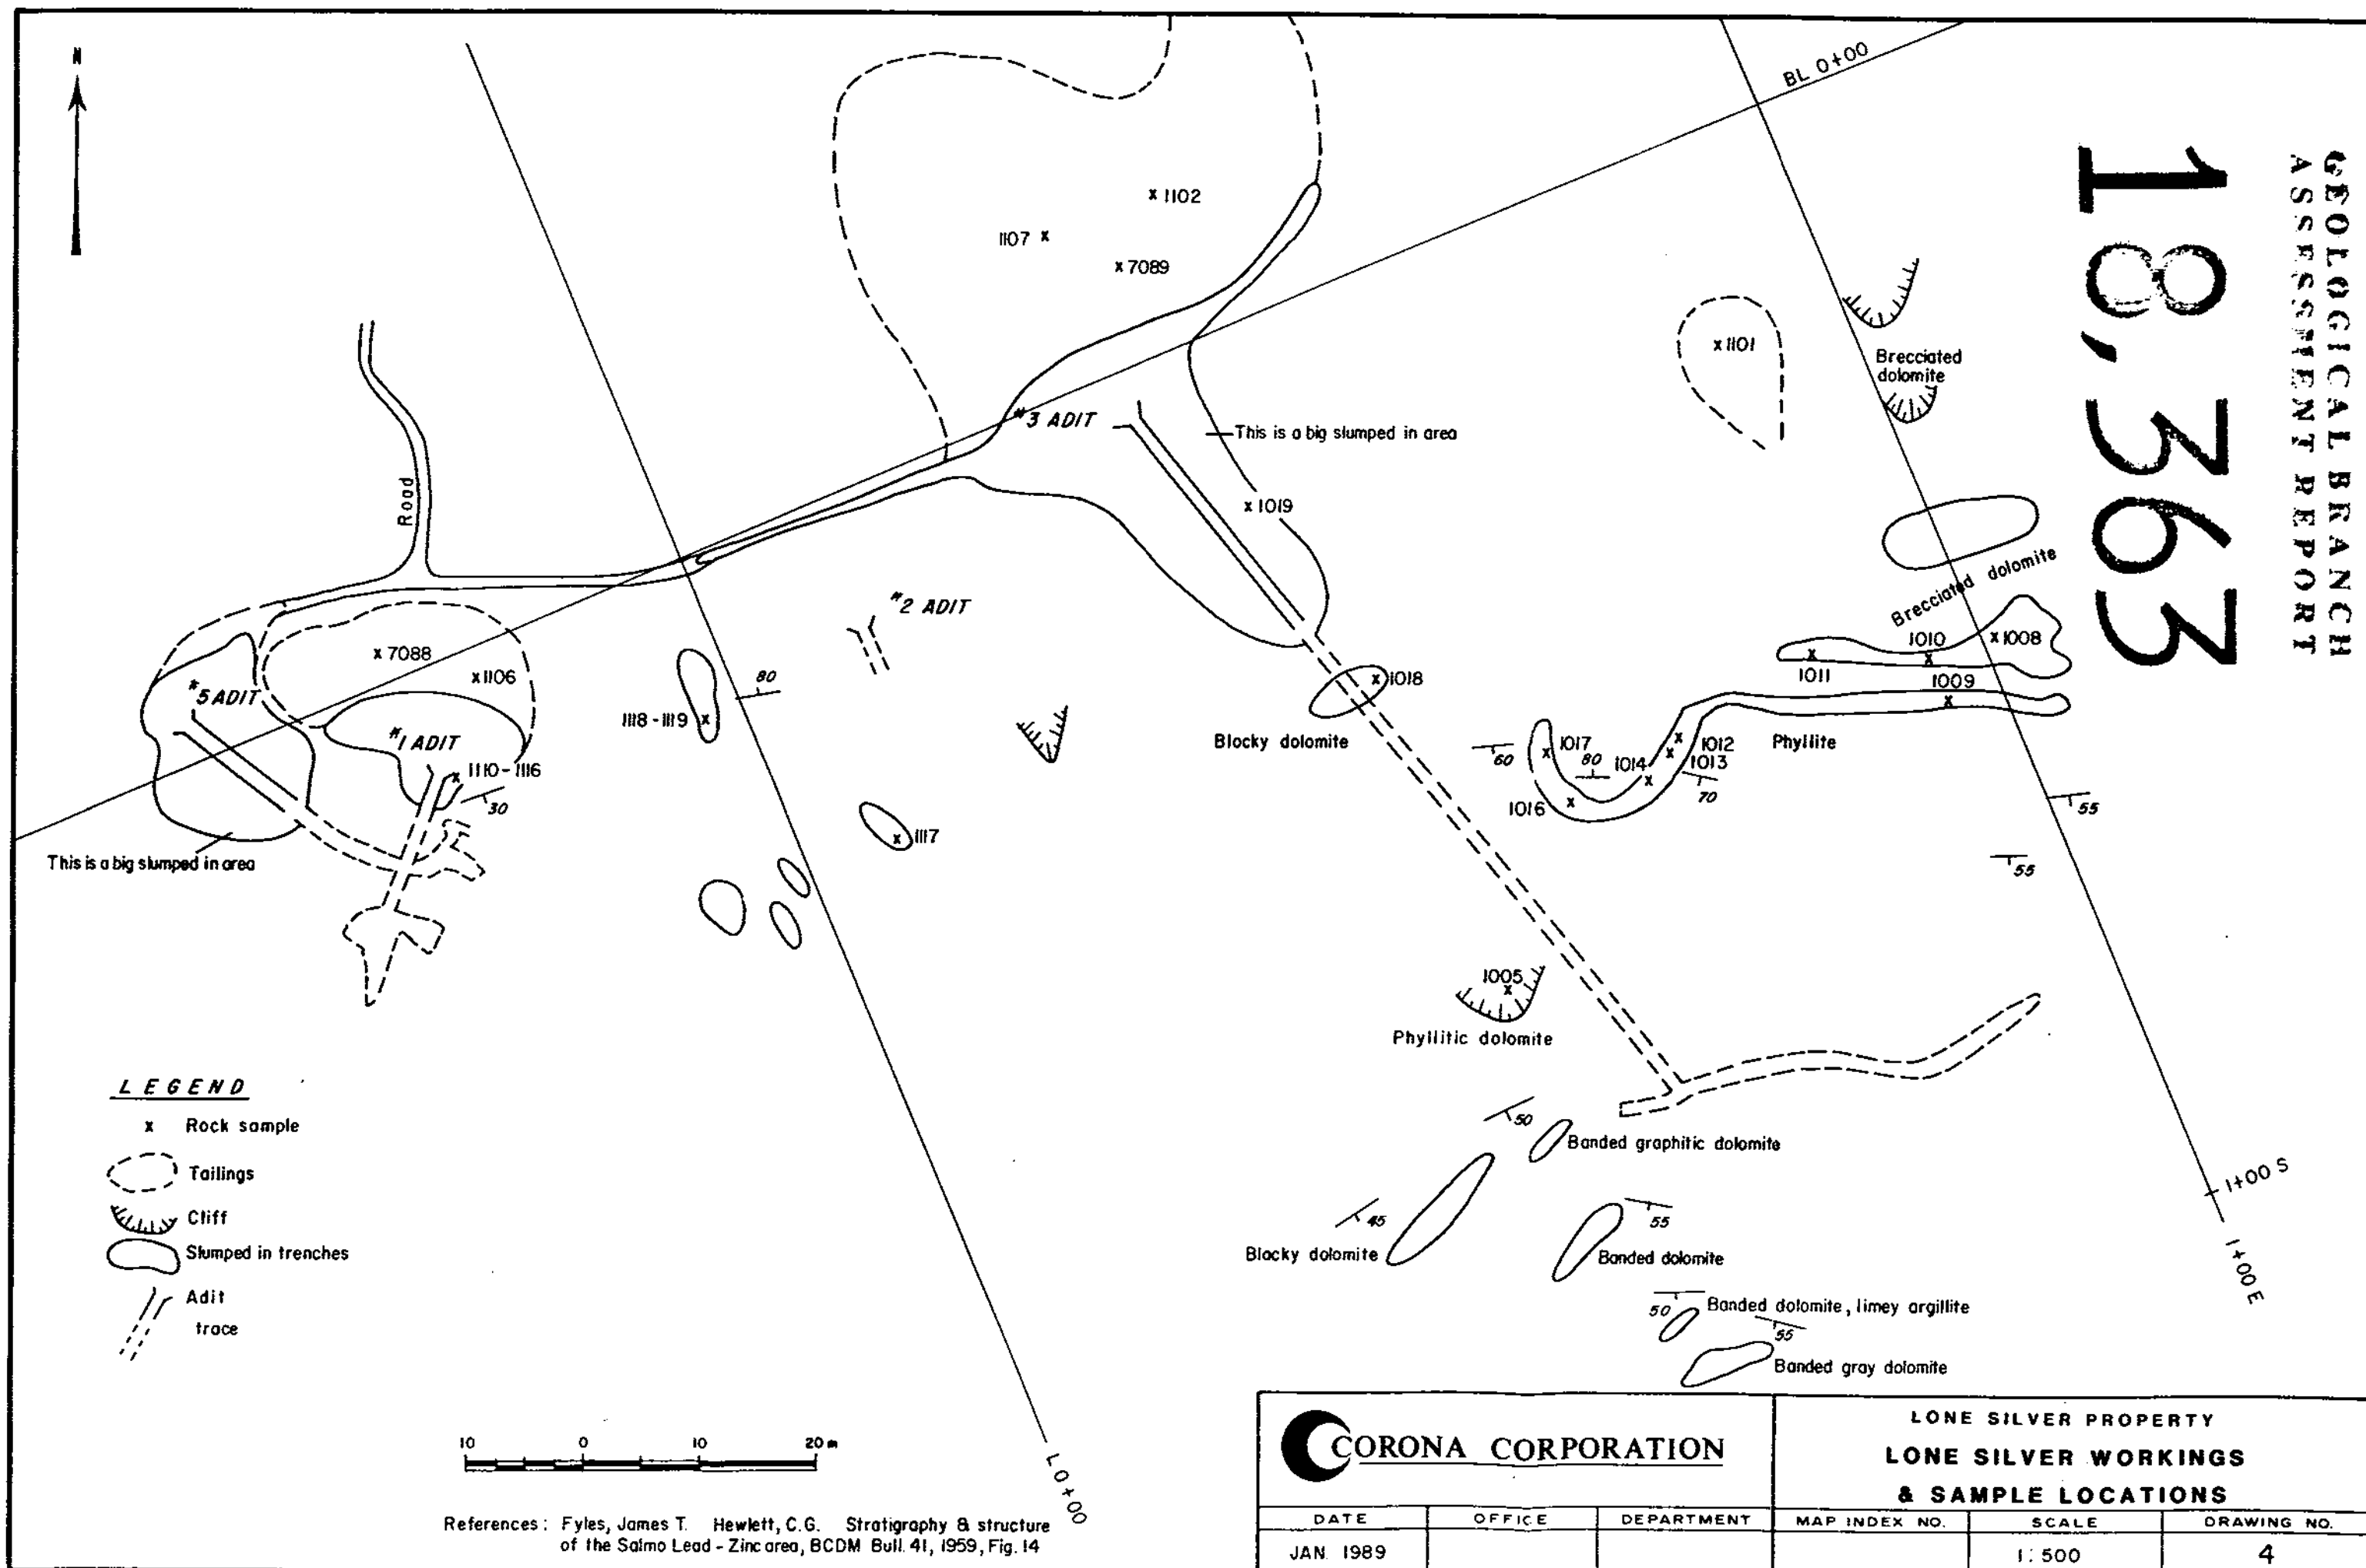 N
BL 0+00
GEOLOGICAL BRANCH
ASSESSMENT REPORT
18,363
x 1102
1107 x
x 7089
x 1101
Brecciated
dolomite
#3 ADIT
This is a big slumped in area
Road
x 1019
Brecciated dolomite
#2 ADIT
x 7088
x 1106
1010
x 1008
1011
1009
#5 ADIT
80
x 1018
1118 - 1119 x
#1 ADIT
Blocky dolomite
1017
60
80
1014
1012
1013
Phyllite
1110 - 1116
30
70
1016
55
1117
This is a big slumped in area
55
1005
x
Phyllitic dolomite
LEGEND
x Rock sample
Tailings
Cliff
Slumped in trenches
Adit
trace
50
Banded graphitic dolomite
1+00 S
45
55
Blocky dolomite
Banded dolomite
1+00E
50
Banded dolomite, limey argillite
55
Banded gray dolomite
10 0 10 20 m
L 0+00
References: Fyles, James T. Hewlett, C.G. Stratigraphy & structure
of the Salmo Lead - Zinc area, BCDM Bull. 41, 1959, Fig. 14
CORONA CORPORATION
LONE SILVER PROPERTY
LONE SILVER WORKINGS
& SAMPLE LOCATIONS
DATE OFFICE DEPARTMENT MAP INDEX NO. SCALE DRAWING NO.
JAN. 1989 1:500 4